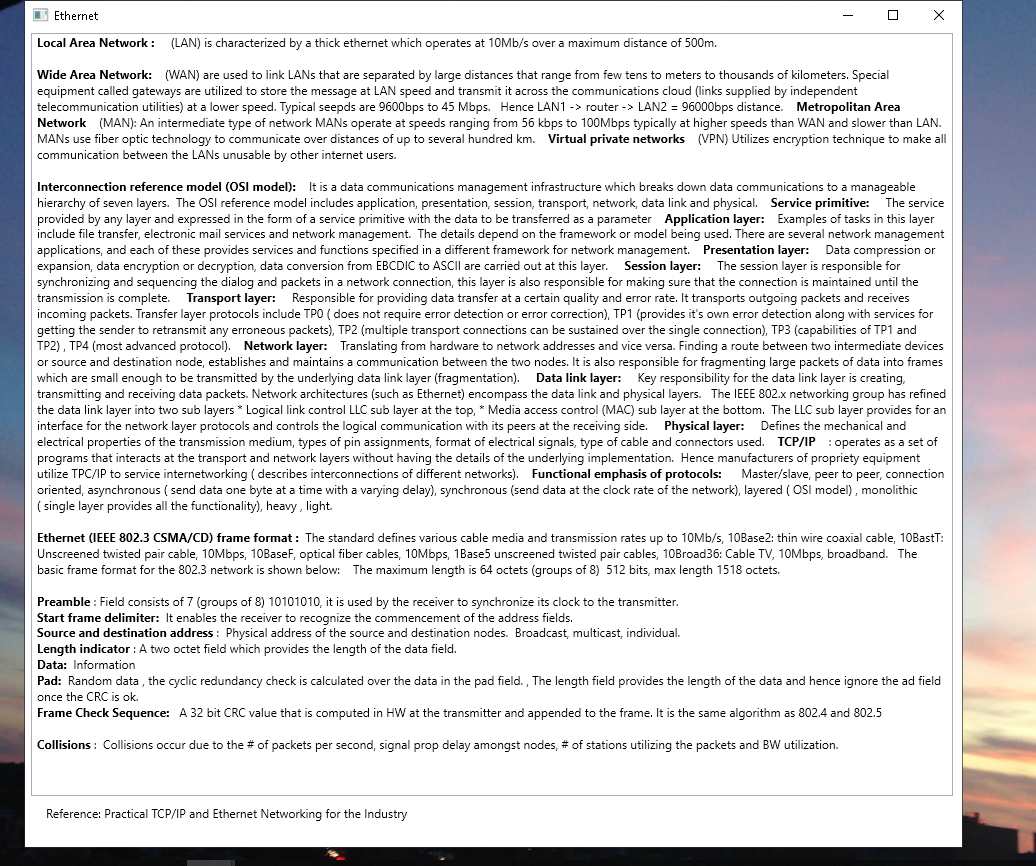 Ethernet
Local Area Network :    (LAN) is characterized by a thick ethernet which operates at 10Mb/s over a maximum distance of 500m.
Wide Area Network:    (WAN) are used to link LANs that are separated by large distances that range from few tens to meters to thousands of kilometers. Special
equipment called gateways are utilized to store the message at LAN speed and transmit it across the communications cloud (links supplied by independent
telecommunication utilities) at a lower speed. Typical seepds are 9600bps to 45 Mbps.   Hence LAN1 -> router -> LAN2 = 96000bps distance.    Metropolitan Area
Network    (MAN): An intermediate type of network MANs operate at speeds ranging from 56 kbps to 100Mbps typically at higher speeds than WAN and slower than LAN.
MANs use fiber optic technology to communicate over distances of up to several hundred km.    Virtual private networks    (VPN) Utilizes encryption technique to make all
communication between the LANs unusable by other internet users.
Interconnection reference model (OSI model):    It is a data communications management infrastructure which breaks down data communications to a manageable
hierarchy of seven layers.  The OSI reference model includes application, presentation, session, transport, network, data link and physical.    Service primitive:    The service
provided by any layer and expressed in the form of a service primitive with the data to be transferred as a parameter    Application layer:    Examples of tasks in this layer
include file transfer, electronic mail services and network management.  The details depend on the framework or model being used. There are several network management
applications, and each of these provides services and functions specified in a different framework for network management.    Presentation layer:    Data compression or
expansion, data encryption or decryption, data conversion from EBCDIC to ASCII are carried out at this layer.    Session layer:    The session layer is responsible for
synchronizing and sequencing the dialog and packets in a network connection, this layer is also responsible for making sure that the connection is maintained until the
transmission is complete.    Transport layer:    Responsible for providing data transfer at a certain quality and error rate. It transports outgoing packets and receives
incoming packets. Transfer layer protocols include TP0 ( does not require error detection or error correction), TP1 (provides it's own error detection along with services for
getting the sender to retransmit any erroneous packets), TP2 (multiple transport connections can be sustained over the single connection), TP3 (capabilities of TP1 and
TP2) , TP4 (most advanced protocol).    Network layer:    Translating from hardware to network addresses and vice versa. Finding a route between two intermediate devices
or source and destination node, establishes and maintains a communication between the two nodes. It is also responsible for fragmenting large packets of data into frames
which are small enough to be transmitted by the underlying data link layer (fragmentation).    Data link layer:    Key responsibility for the data link layer is creating,
transmitting and receiving data packets. Network architectures (such as Ethernet) encompass the data link and physical layers.   The IEEE 802.x networking group has refined
the data link layer into two sub layers * Logical link control LLC sub layer at the top, * Media access control (MAC) sub layer at the bottom.  The LLC sub layer provides for an
interface for the network layer protocols and controls the logical communication with its peers at the receiving side.    Physical layer:    Defines the mechanical and
electrical properties of the transmission medium, types of pin assignments, format of electrical signals, type of cable and connectors used.    TCP/IP    : operates as a set of
programs that interacts at the transport and network layers without having the details of the underlying implementation.  Hence manufacturers of propriety equipment
utilize TPC/IP to service internetworking ( describes interconnections of different networks).    Functional emphasis of protocols:    Master/slave, peer to peer, connection
oriented, asynchronous ( send data one byte at a time with a varying delay), synchronous (send data at the clock rate of the network), layered ( OSI model) , monolithic
( single layer provides all the functionality), heavy , light.
Ethernet (IEEE 802.3 CSMA/CD) frame format :  The standard defines various cable media and transmission rates up to 10Mb/s, 10Base2: thin wire coaxial cable, 10BastT:
Unscreened twisted pair cable, 10Mbps, 10BaseF, optical fiber cables, 10Mbps, 1Base5 unscreened twisted pair cables, 10Broad36: Cable TV, 10Mbps, broadband.   The
basic frame format for the 802.3 network is shown below:    The maximum length is 64 octets (groups of 8)  512 bits, max length 1518 octets.
Preamble : Field consists of 7 (groups of 8) 10101010, it is used by the receiver to synchronize its clock to the transmitter.
Start frame delimiter:  It enables the receiver to recognize the commencement of the address fields.
Source and destination address :  Physical address of the source and destination nodes.  Broadcast, multicast, individual.
Length indicator : A two octet field which provides the length of the data field.
Data:  Information
Pad:  Random data , the cyclic redundancy check is calculated over the data in the pad field. , The length field provides the length of the data and hence ignore the ad field
once the CRC is ok.
Frame Check Sequence:   A 32 bit CRC value that is computed in HW at the transmitter and appended to the frame. It is the same algorithm as 802.4 and 802.5
Collisions :  Collisions occur due to the # of packets per second, signal prop delay amongst nodes, # of stations utilizing the packets and BW utilization.
Reference: Practical TCP/IP and Ethernet Networking for the Industry